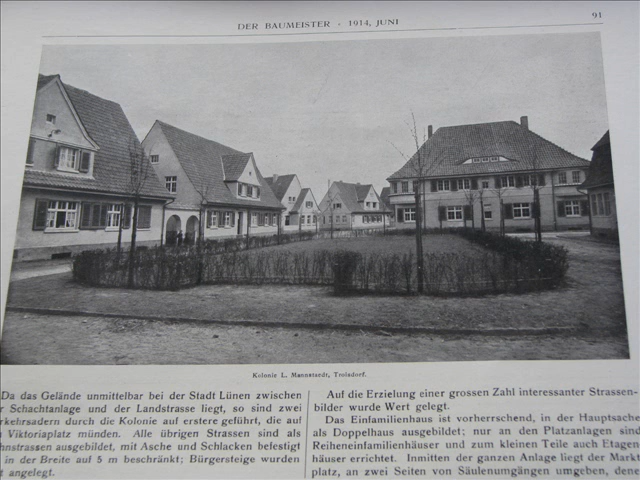 DER BAUMEISTER • 1914, JUNI 91
Kolonie L. Mannstaedt, Troisdorf.
Da das Gelände unmittelbar bei der Stadt Lünen zwischen
Schachtanlage und der Landstrasse liegt, so sind zwei
durch die Kolonie auf erstere geführt, die auf
Viktoriaplatz münden. Alle übrigen Strassen sind als
ausgebildet, mit Asche und Schlacken befestigt
in der Breite auf 5 m beschränkt; Bürgersteige wurden
angelegt.
Auf die Erzielung einer grossen Zahl interessanter Strassen-
bilder wurde Wert gelegt.
Das Einfamilienhaus ist vorherrschend, in der Hauptsache
als Doppelhaus ausgebildet; nur an den Platzanlagen sind
Reiheneinfamilienhäuser und zum kleinen Teile auch Etagen
häuser errichtet. Inmitten der ganzen Anlage liegt der Markt
platz, an zwei Seiten von Säulenumgängen umgeben, dene